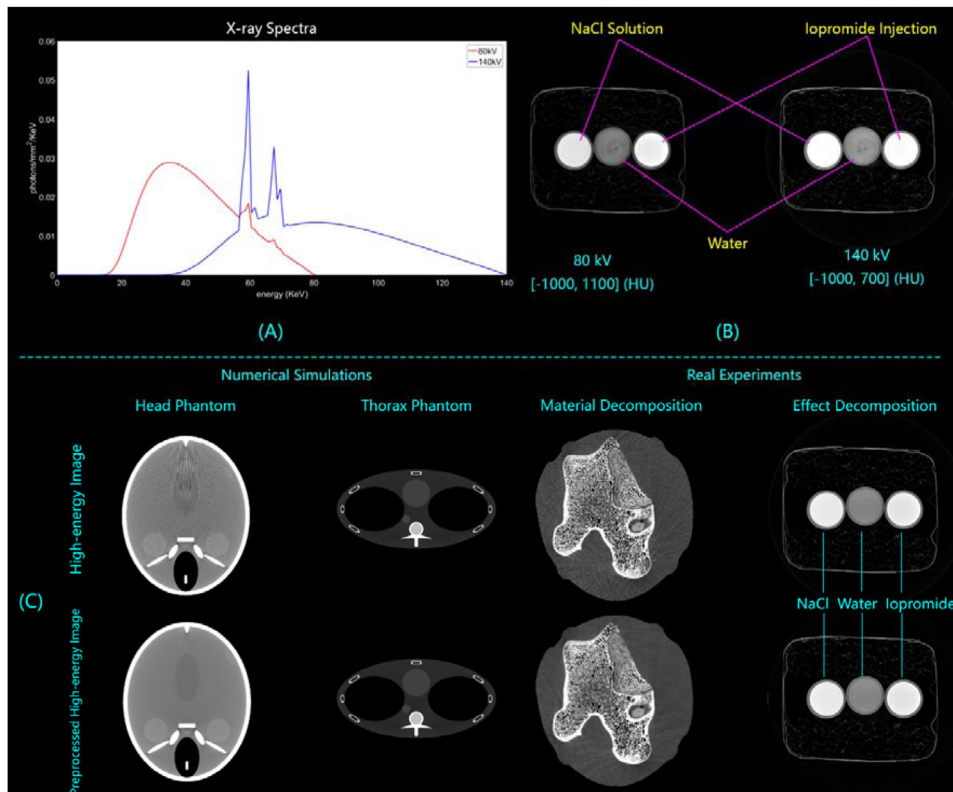 X-ray Spectra
80kV
140kV
photons/mm²/KeV
0.06
0.05
0.04
0.03
0.02
0.01
0
0
20
40
60
80
100
120
140
energy (KeV)
(A)
NaCl Solution
Iopromide Injection
Water
80 kV
[-1000, 1100] (HU)
140 kV
[-1000, 700] (HU)
(B)
Numerical Simulations
Real Experiments
Head Phantom
Thorax Phantom
Material Decomposition
Effect Decomposition
High-energy Image
(C)
NaCl
Water
Iopromide
Preprocessed High-energy Image